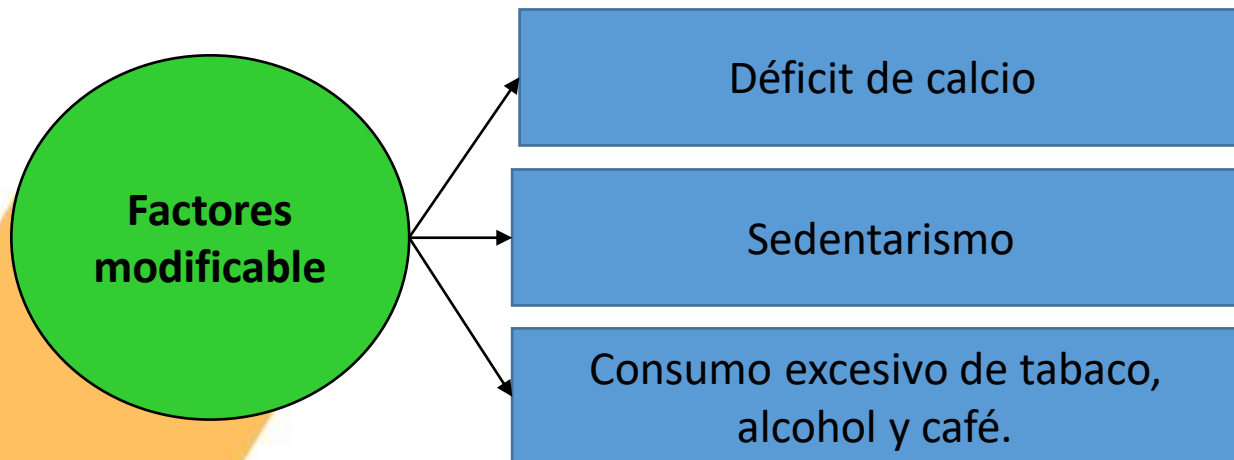 Factores
modificable
Déficit de calcio
Sedentarismo
Consumo excesivo de tabaco,
alcohol y café.